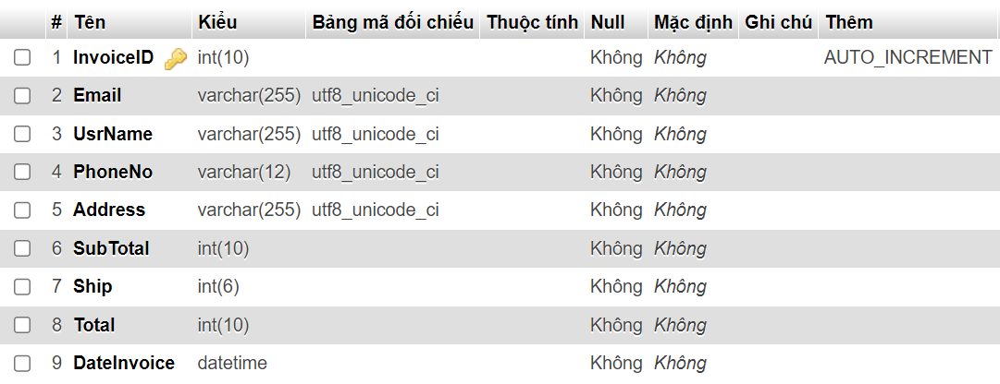 # Tên Kiểu Bảng mã đối chiếu Thuộc tính Null Mặc định Ghi chú Thêm
1 InvoiceID int(10) Không Không AUTO_INCREMENT
2 Email varchar(255) utf8_unicode_ci Không Không
3 UsrName varchar(255) utf8_unicode_ci Không Không
4 PhoneNo varchar(12) utf8_unicode_ci Không Không
5 Address varchar(255) utf8_unicode_ci Không Không
6 SubTotal int(10) Không Không
7 Ship int(6) Không Không
8 Total int(10) Không Không
9 DateInvoice datetime Không Không